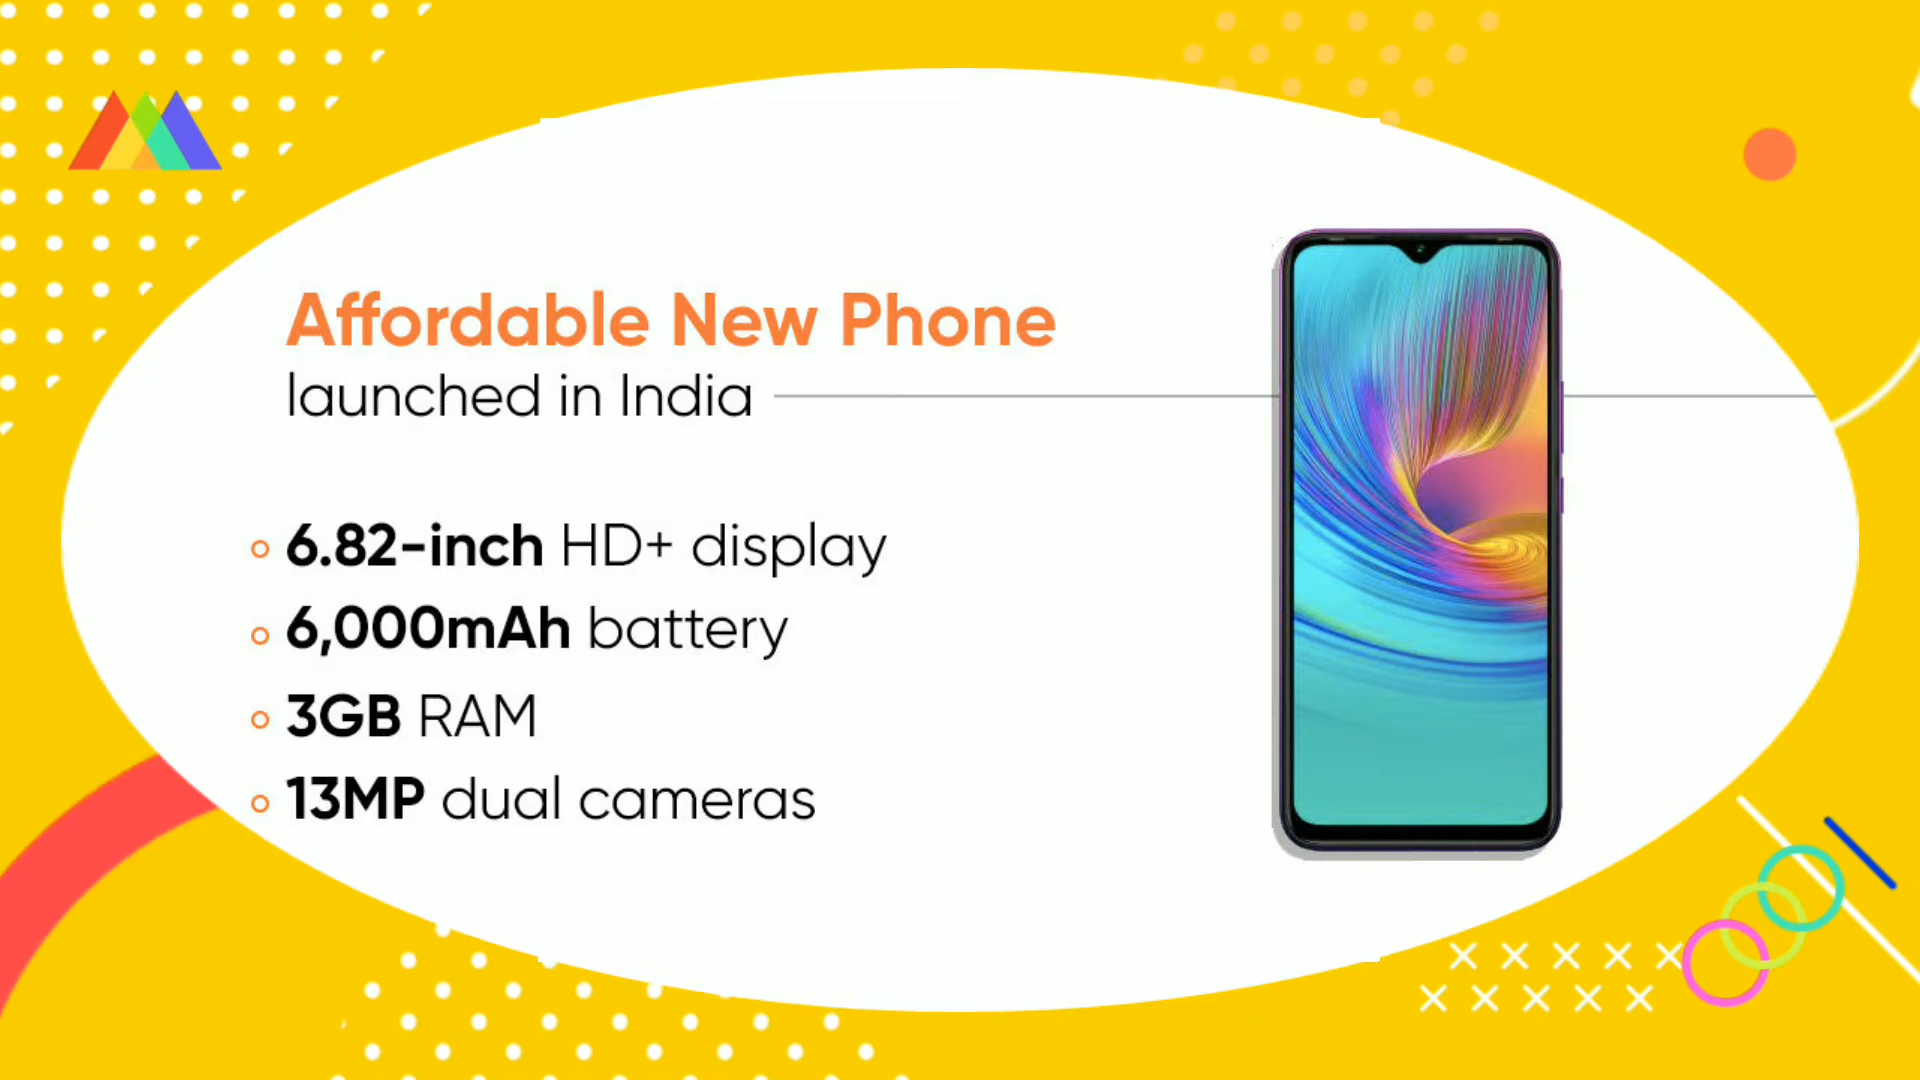 Affordable New Phone
launched in India
6.82-inch HD+ display
6,000mAh battery
3GB RAM
13MP dual cameras